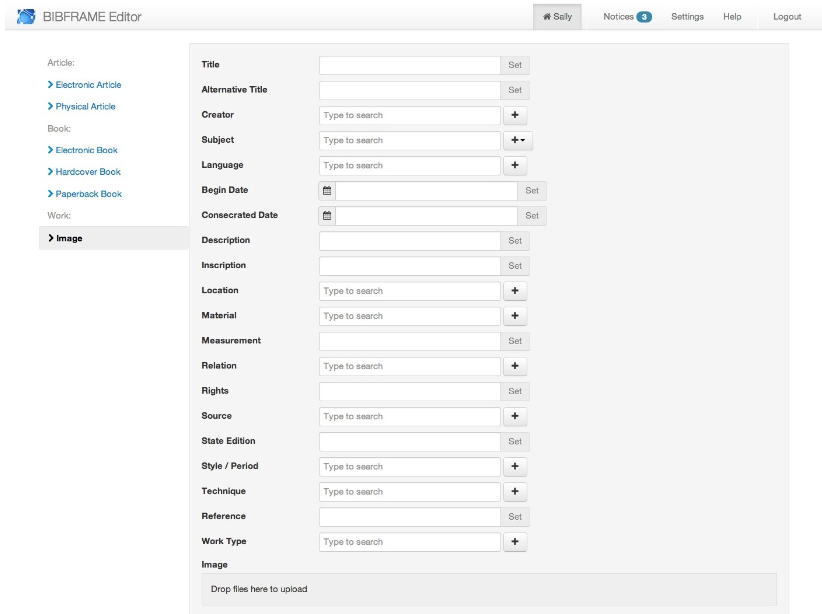 BIBFRAME Editor
Sally
Notices 3
Settings
Help
Logout
Article:
Electronic Article
Physical Article
Book:
Electronic Book
Hardcover Book
Paperback Book
Work:
Image
Title Set
Alternative Title Set
Creator Type to search +
Subject Type to search +
Language Type to search +
Begin Date Set
Consecrated Date Set
Description Set
Inscription Set
Location Type to search +
Material Type to search +
Measurement Set
Relation Type to search +
Rights Set
Source Type to search +
State Edition Set
Style / Period Type to search +
Technique Type to search +
Reference Set
Work Type Type to search +
Image
Drop files here to upload